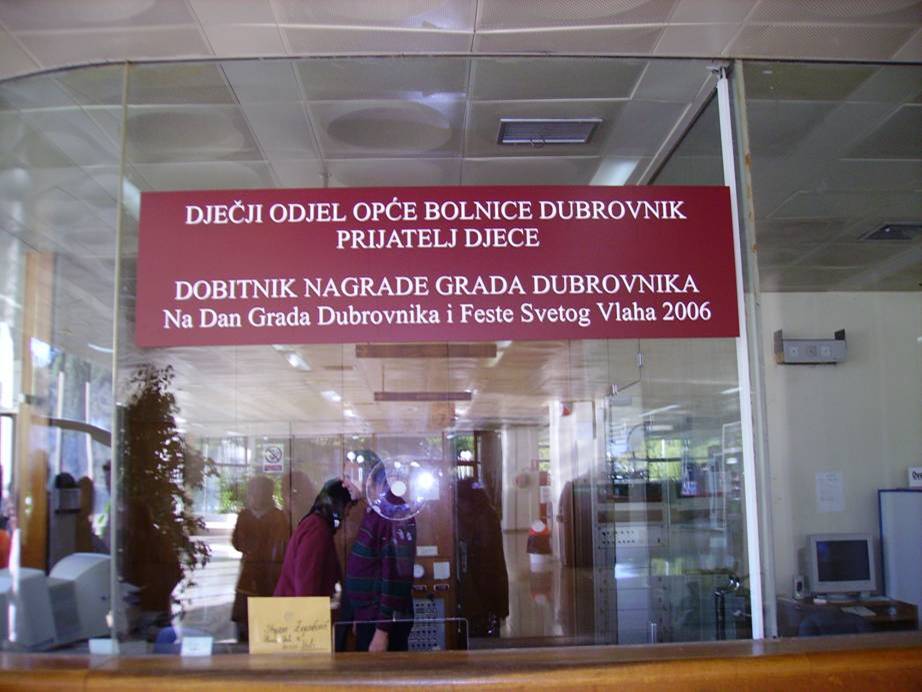 DJEČJI ODJEL OPĆE BOLNICE DUBROVNIK
PRIJATELJ DJECE
DOBITNIK NAGRADE GRADA DUBROVNIKA
Na Dan Grada Dubrovnika i Feste Svetog Vlaha 2006